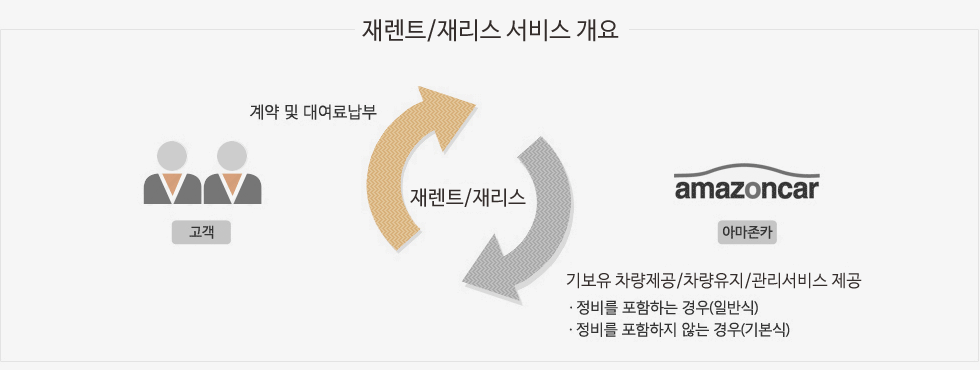 재렌트/재리스 서비스 개요
계약 및 대여료납부
재렌트/재리스
amazoncar
고객
아마존카
기보유 차량제공/차량유지/관리서비스 제공
· 정비를 포함하는 경우(일반식)
· 정비를 포함하지 않는 경우(기본식)